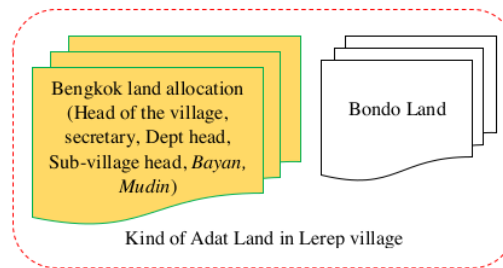 Bengkok land allocation
(Head of the village,
secretary, Dept head,
Sub-village head, Bayan,
Mudin)
Bondo Land
Kind of Adat Land in Lerep village